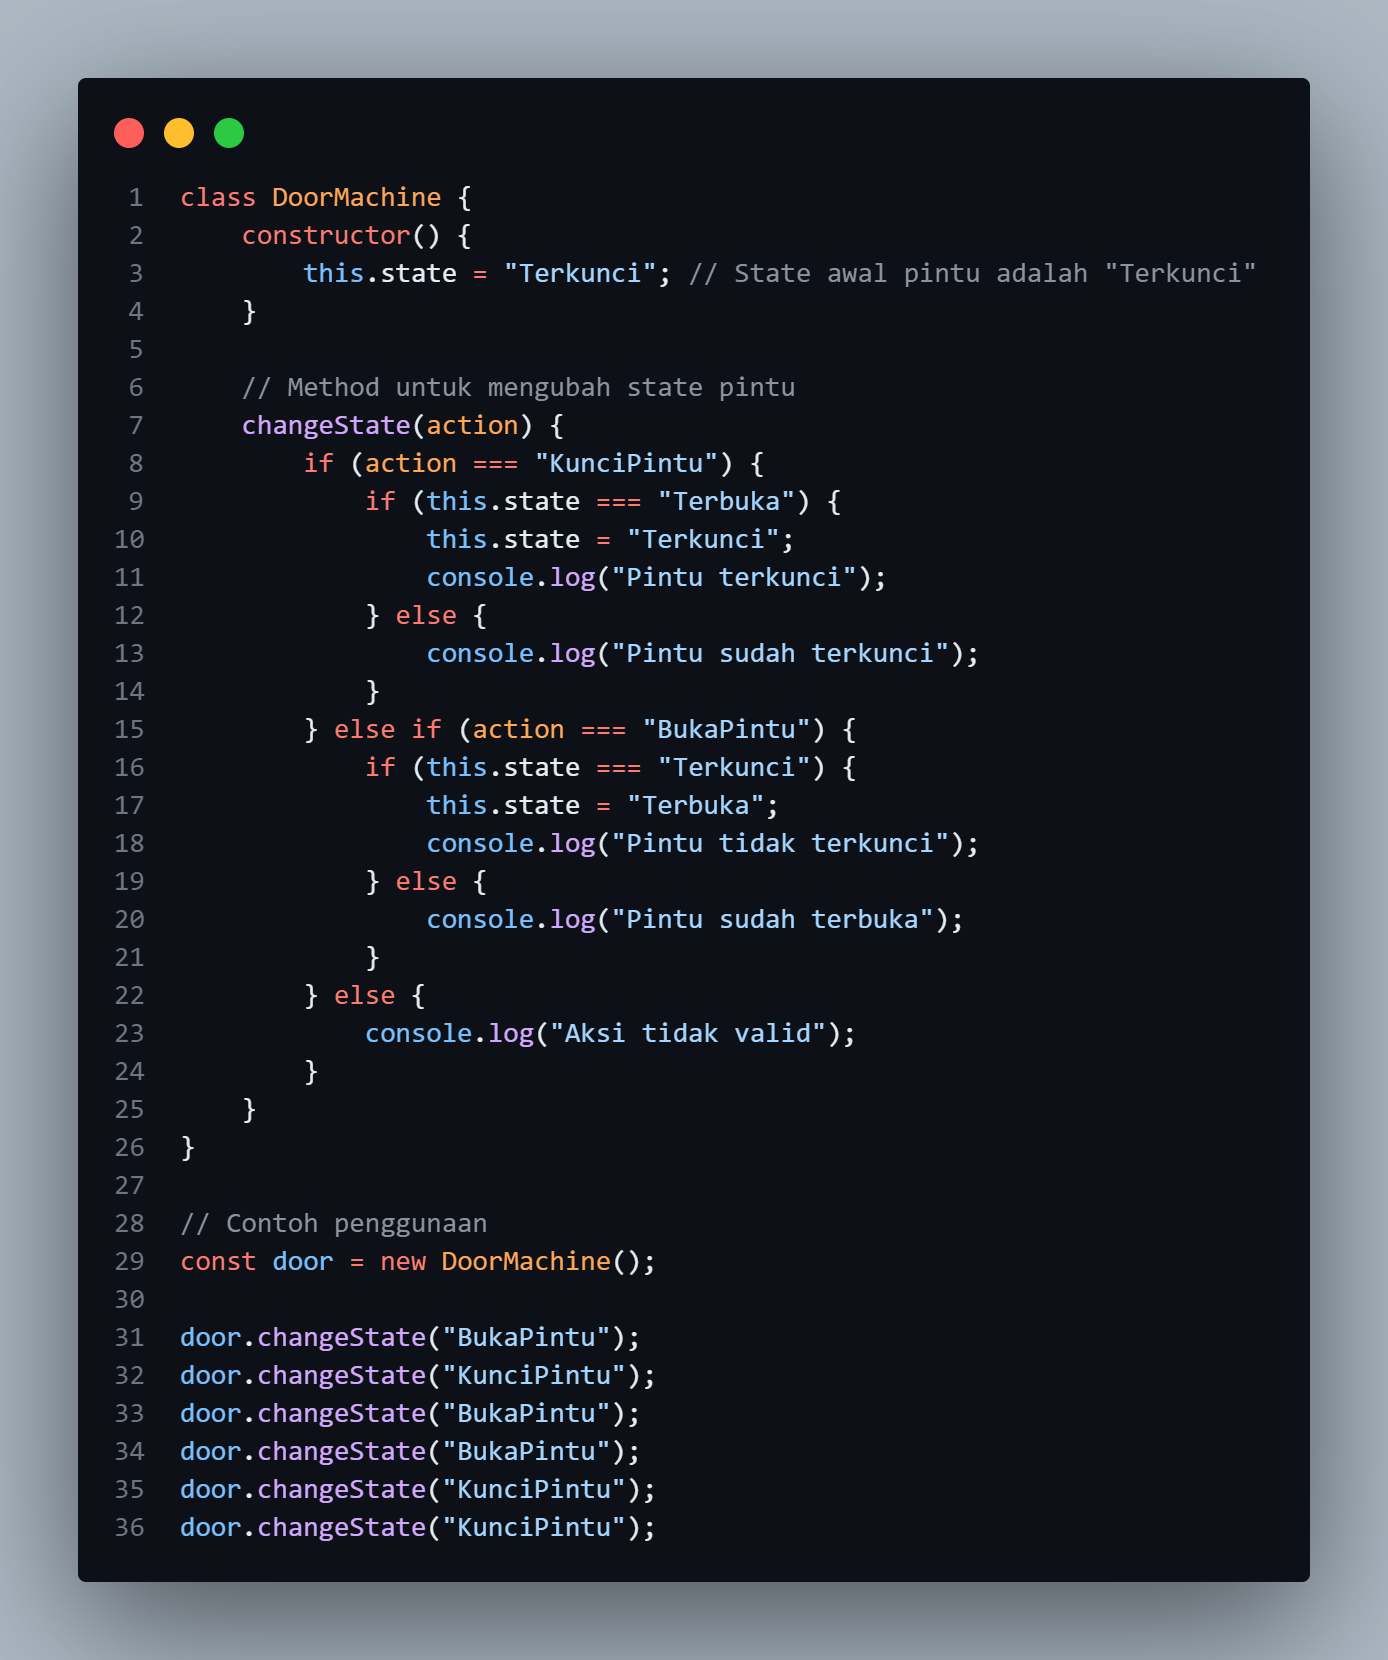 1 class DoorMachine {
2     constructor() {
3         this.state = "Terkunci"; // State awal pintu adalah "Terkunci"
4     }
5
6     // Method untuk mengubah state pintu
7     changeState(action) {
8         if (action === "KunciPintu") {
9             if (this.state === "Terbuka") {
10                 this.state = "Terkunci";
11                 console.log("Pintu terkunci");
12             } else {
13                 console.log("Pintu sudah terkunci");
14             }
15         } else if (action === "BukaPintu") {
16             if (this.state === "Terkunci") {
17                 this.state = "Terbuka";
18                 console.log("Pintu tidak terkunci");
19             } else {
20                 console.log("Pintu sudah terbuka");
21             }
22         } else {
23             console.log("Aksi tidak valid");
24         }
25     }
26 }
27
28 // Contoh penggunaan
29 const door = new DoorMachine();
30
31 door.changeState("BukaPintu");
32 door.changeState("KunciPintu");
33 door.changeState("BukaPintu");
34 door.changeState("BukaPintu");
35 door.changeState("KunciPintu");
36 door.changeState("KunciPintu");